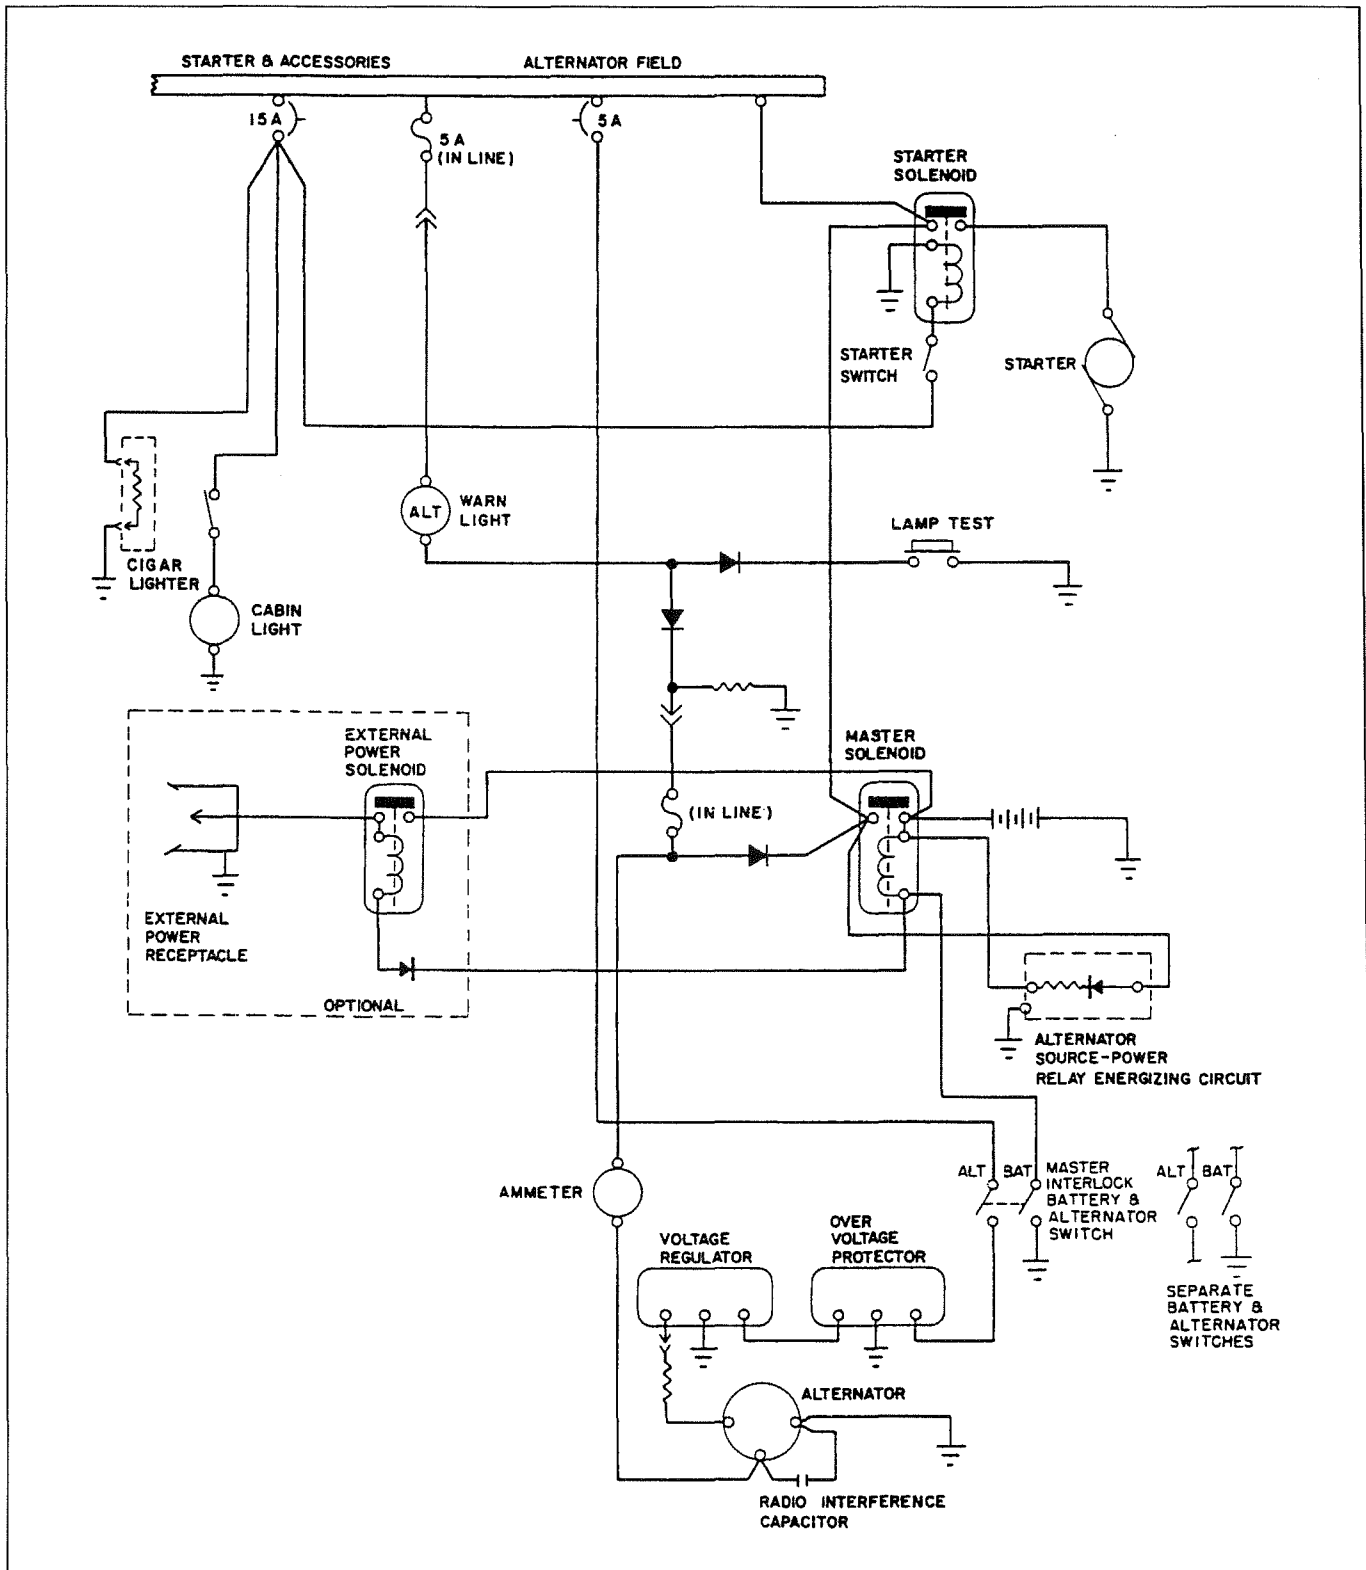 STARTER & ACCESSORIES
ALTERNATOR FIELD
15 A
5 A
(IN LINE)
5A
STARTER
SOLENOID
STARTER
SWITCH
STARTER
ALT
WARN
LIGHT
LAMP TEST
CIGAR
LIGHTER
CABIN
LIGHT
EXTERNAL
POWER
SOLENOID
MASTER
SOLENOID
(IN LINE)
EXTERNAL
POWER
RECEPTACLE
OPTIONAL
ALTERNATOR
SOURCE-POWER
RELAY ENERGIZING CIRCUIT
ALT
BAT
MASTER
INTERLOCK
BATTERY &
ALTERNATOR
SWITCH
ALT
BAT
AMMETER
VOLTAGE
REGULATOR
OVER
VOLTAGE
PROTECTOR
SEPARATE
BATTERY &
ALTERNATOR
SWITCHES
ALTERNATOR
RADIO INTERFERENCE
CAPACITOR